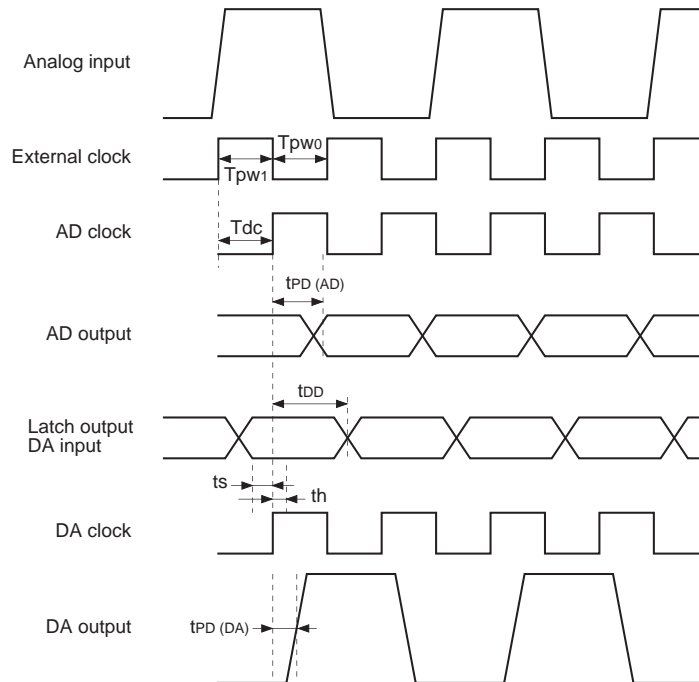 Analog input
External clock
Tpw0
Tpw1
AD clock
Tdc
tPD (AD)
AD output
tDD
Latch output
DA input
ts
th
DA clock
DA output
tPD (DA)